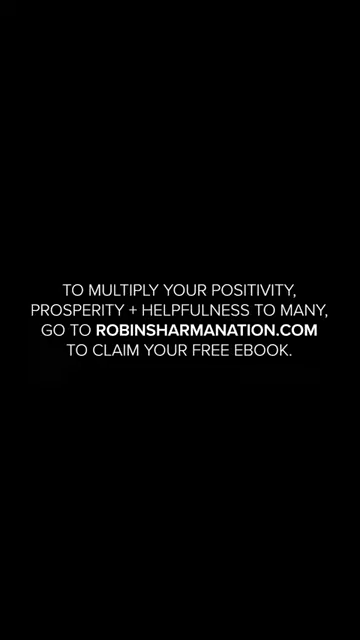 TO MULTIPLY YOUR POSITIVITY,
PROSPERITY + HELPFULNESS TO MANY,
GO TO ROBINSHARMANATION.COM
TO CLAIM YOUR FREE EBOOK.